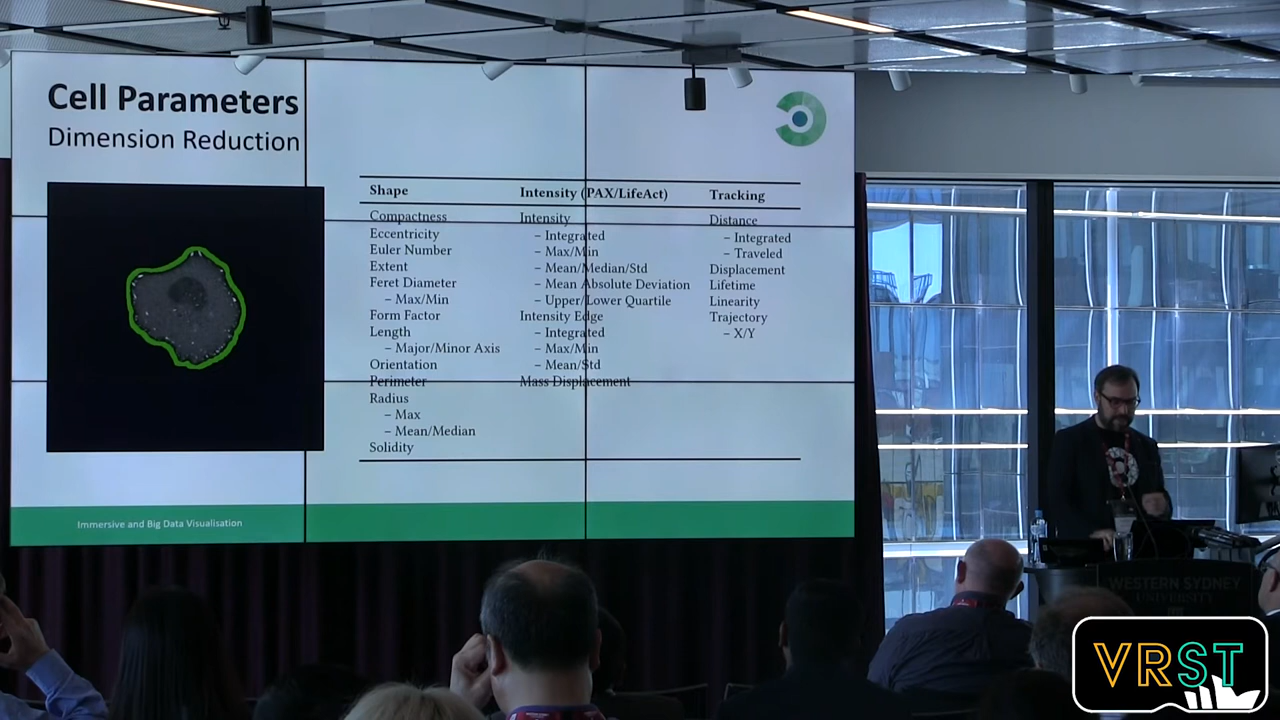 Cell Parameters
Dimension Reduction
Shape Intensity (PAX/LifeAct) Tracking
Compactness Intensity Distance
Eccentricity – Integrated – Integrated
Euler Number – Max/Min – Traveled
Extent – Mean/Median/Std Displacement
Feret Diameter – Mean Absolute Deviation Lifetime
– Max/Min – Upper/Lower Quartile Linearity
Form Factor Intensity Edge Trajectory
Length – Integrated – X/Y
– Major/Minor Axis – Max/Min
Orientation – Mean/Std
Perimeter Mass Displacement
Radius
– Max
– Mean/Median
Solidity
Immersive and Big Data Visualisation
WESTERN SYDNEY
UNIVERSITY
VRST